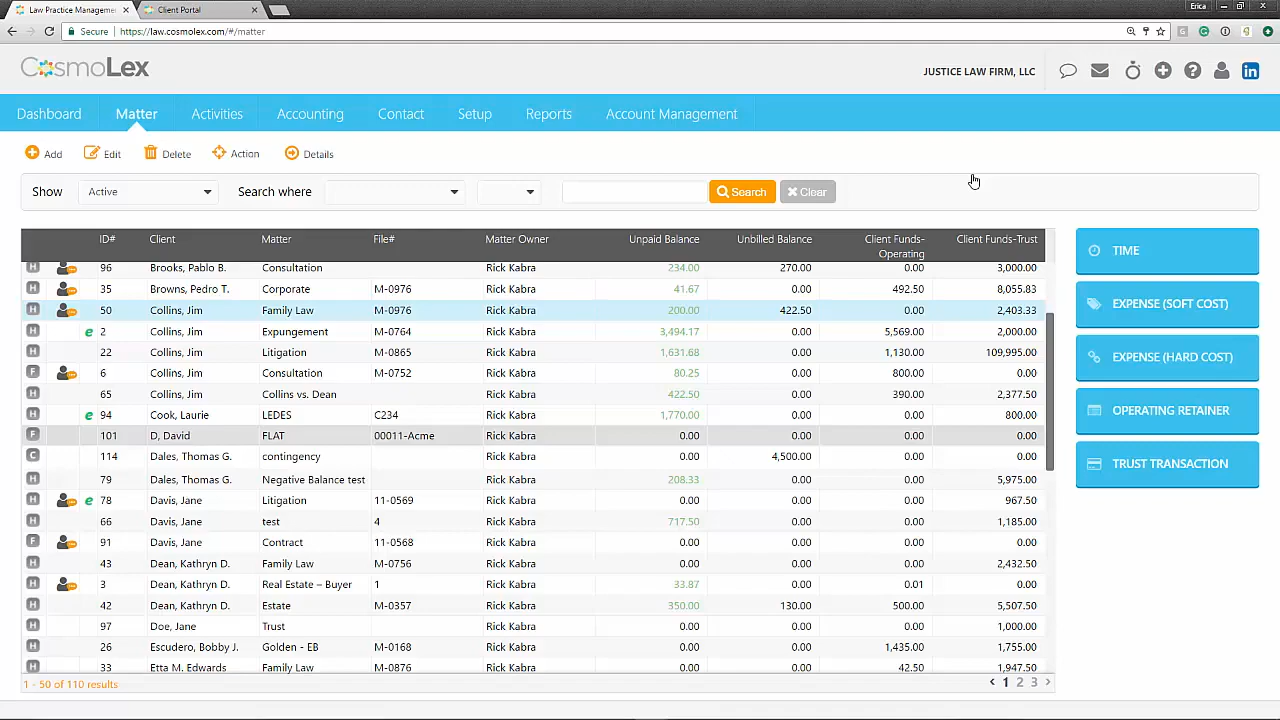 Law Practice Manageme
Client Portal
Erica
Secure https://law.cosmolex.com/#/matter
CosmoLex
JUSTICE LAW FIRM, LLC
Dashboard Matter Activities Accounting Contact Setup Reports Account Management
Add Edit Delete Action Details
Show Active Search where Search Clear
ID# Client Matter File# Matter Owner Unpaid Balance Unbilled Balance Client Funds-Operating Client Funds-Trust
H 96 Brooks, Pablo B. Consultation Rick Kabra 234.00 270.00 0.00 3,000.00
H 35 Browns, Pedro T. Corporate M-0976 Rick Kabra 41.67 0.00 492.50 8,055.83
H 50 Collins, Jim Family Law M-0976 Rick Kabra 200.00 422.50 0.00 2,403.33
H e 2 Collins, Jim Expungement M-0764 Rick Kabra 3,494.17 0.00 5,569.00 2,000.00
H 22 Collins, Jim Litigation M-0865 Rick Kabra 1,631.68 0.00 1,130.00 109,995.00
F 6 Collins, Jim Consultation M-0752 Rick Kabra 80.25 0.00 800.00 0.00
H 65 Collins, Jim Collins vs. Dean Rick Kabra 422.50 0.00 390.00 2,377.50
H e 94 Cook, Laurie LEDES C234 Rick Kabra 1,770.00 0.00 0.00 800.00
F 101 D, David FLAT 00011-Acme Rick Kabra 0.00 0.00 0.00 0.00
C 114 Dales, Thomas G. contingency Rick Kabra 0.00 4,500.00 0.00 0.00
H 79 Dales, Thomas G. Negative Balance test Rick Kabra 208.33 0.00 0.00 5,975.00
H e 78 Davis, Jane Litigation 11-0569 Rick Kabra 0.00 0.00 0.00 967.50
H 66 Davis, Jane test 4 Rick Kabra 717.50 0.00 0.00 1,185.00
F 91 Davis, Jane Contract 11-0568 Rick Kabra 0.00 0.00 0.00 0.00
H 43 Dean, Kathryn D. Family Law M-0756 Rick Kabra 0.00 0.00 0.00 2,432.50
H 3 Dean, Kathryn D. Real Estate – Buyer 1 Rick Kabra 33.87 0.00 0.01 0.00
H 42 Dean, Kathryn D. Estate M-0357 Rick Kabra 350.00 130.00 500.00 5,507.50
H 97 Doe, Jane Trust Rick Kabra 0.00 0.00 0.00 1,000.00
H 26 Escudero, Bobby J. Golden - EB M-0168 Rick Kabra 0.00 0.00 1,435.00 1,755.00
H 33 Etta M. Edwards Family Law M-0876 Rick Kabra 0.00 0.00 42.50 1,947.50
1 - 50 of 110 results
< 1 2 3 >
TIME
EXPENSE (SOFT COST)
EXPENSE (HARD COST)
OPERATING RETAINER
TRUST TRANSACTION